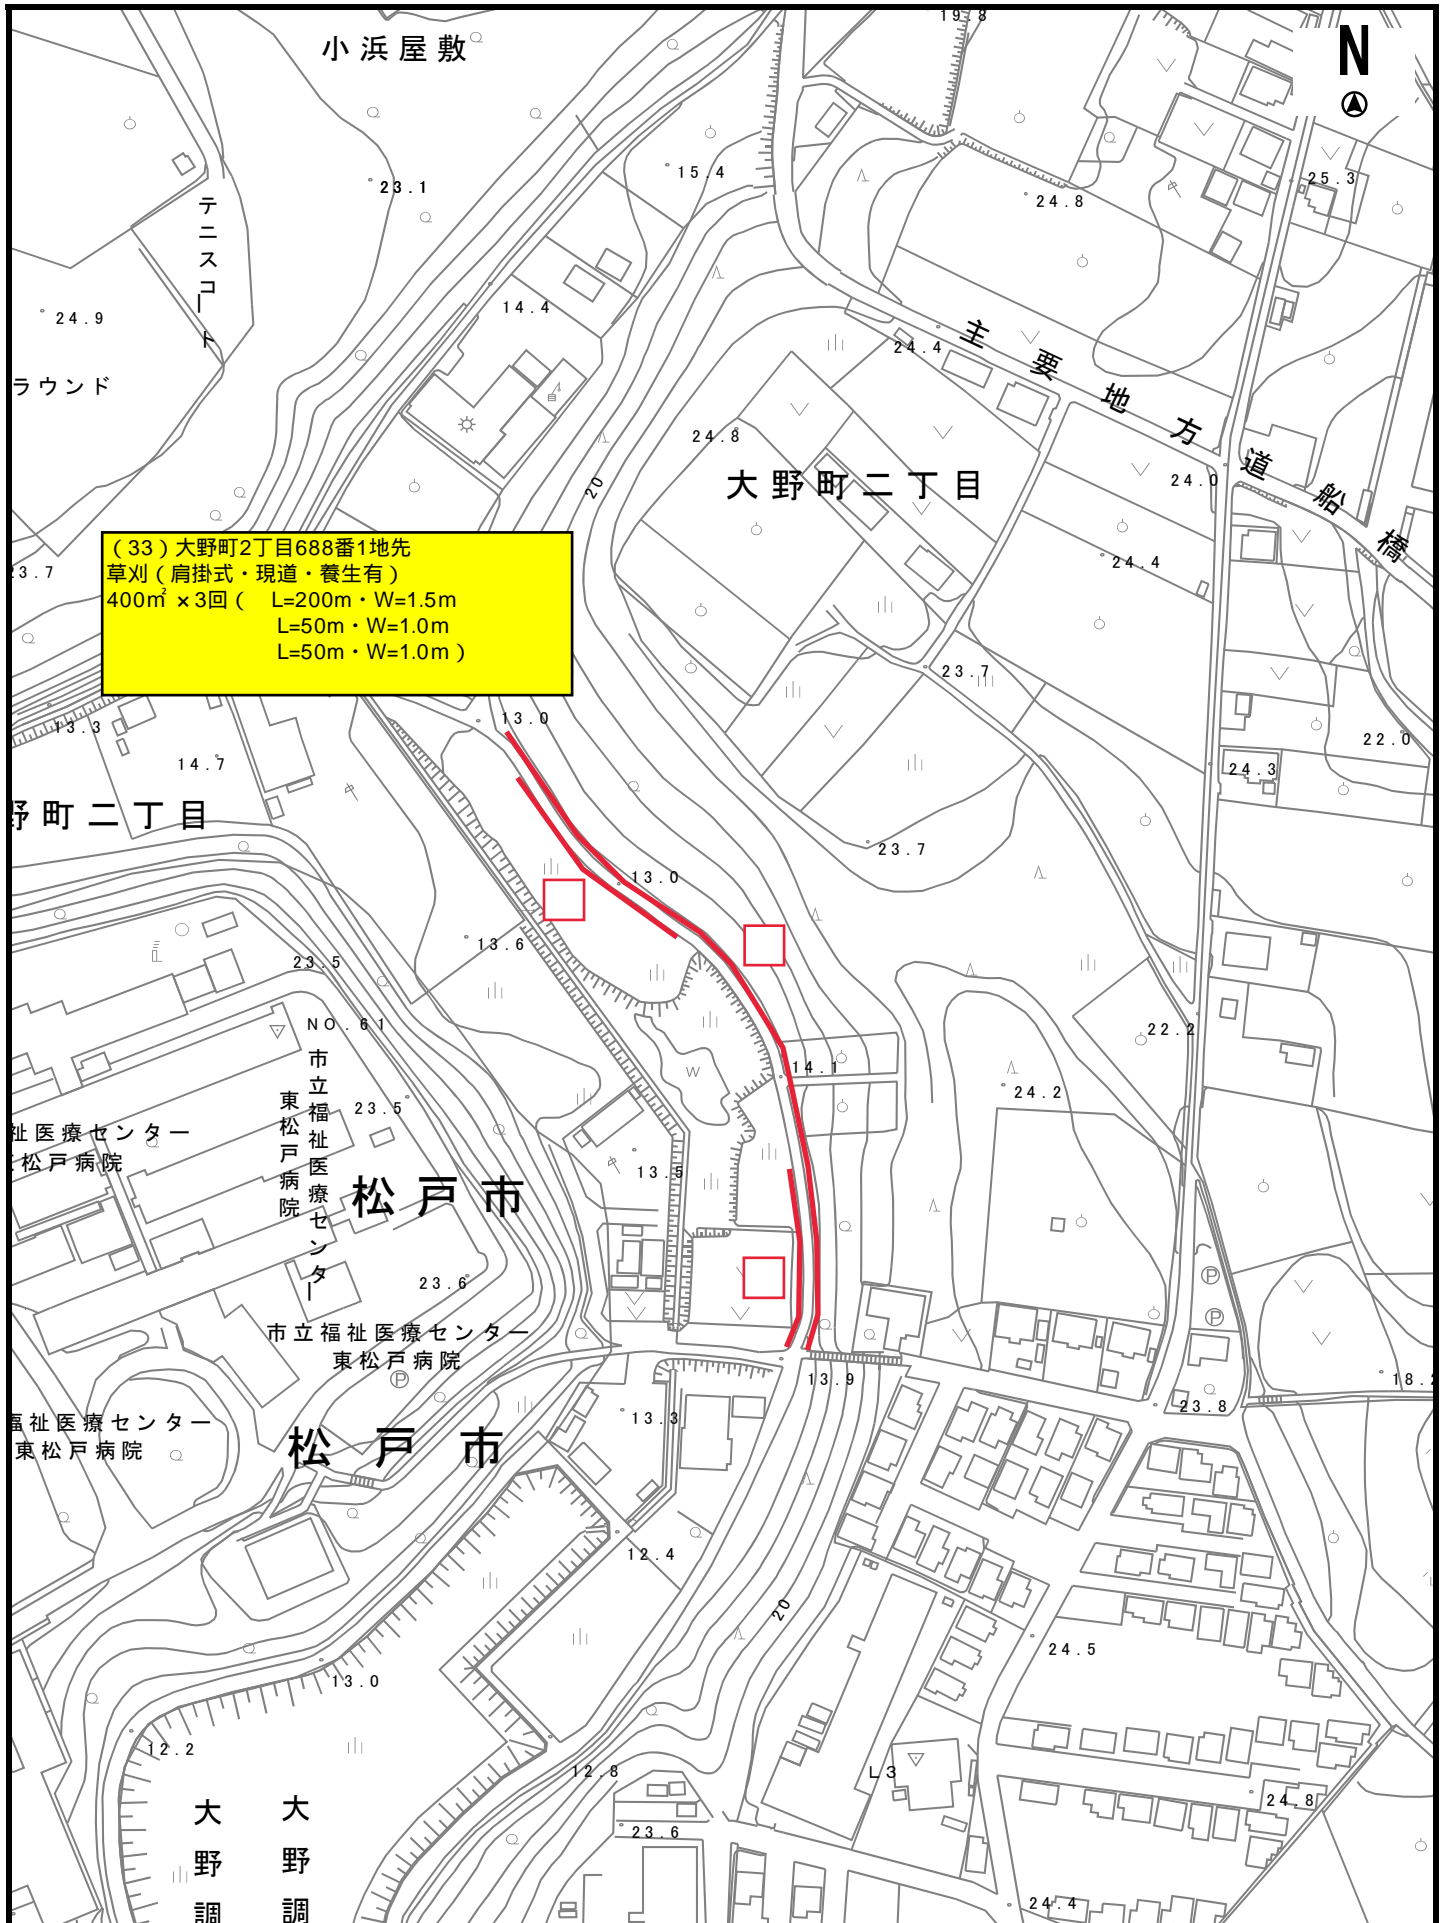 小浜屋敷
19.8
N
23.1
15.4
24.8
25.3
テニスコート
24.9
14.4
24.4
主要地方道船橋
ラウンド
24.8
大野町二丁目
24.0
20
(33)大野町2丁目688番1地先
草刈(肩掛式・現道・養生有)
400㎡×3回( L=200m・W=1.5m
L=50m・W=1.0m
L=50m・W=1.0m)
23.7
24.4
23.7
13.3
13.0
22.0
14.7
24.3
野町二丁目
23.7
13.0
13.6
23.5
NO.61
22.2
14.1
市立福祉医療センター
東松戸病院
23.5
24.2
祉医療センター
松戸病院
13.5
松戸市
23.6
P
P
市立福祉医療センター
東松戸病院
P
13.9
18.2
23.8
福祉医療センター
東松戸病院
13.3
松戸市
12.4
20
24.5
13.0
12.2
12.8
L3
24.8
23.6
大野調
大野調
24.4
W